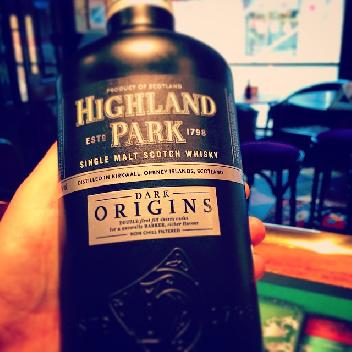 PRODUCT OF SCOTLAND
HIGHLAND
ESTD PARK 1798
SINGLE MALT SCOTCH WHISKY
DISTILLED IN KIRKWALL, ORKNEY ISLANDS, SCOTLAND
DARK
ORIGINS
DOUBLE first fill sherry casks
for a naturally DARKER, richer flavour
NON CHILL FILTERED